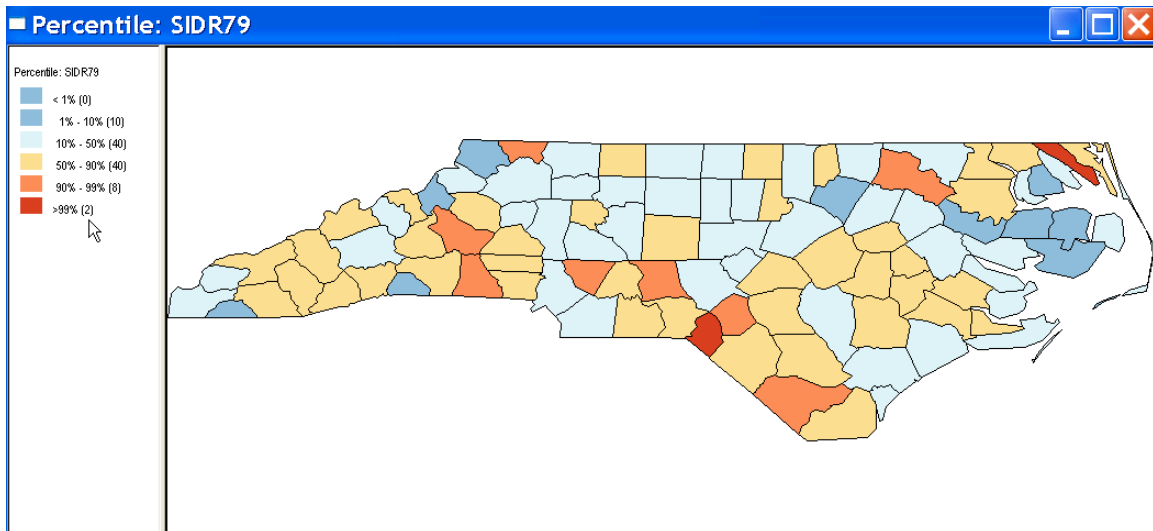 Percentile: SIDR79
Percentile: SIDR79
< 1% (0)
1% - 10% (10)
10% - 50% (40)
50% - 90% (40)
90% - 99% (8)
>99% (2)